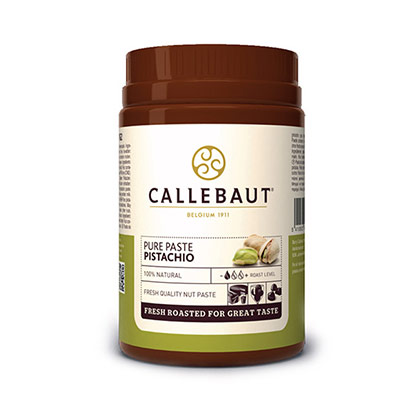 CALLEBAUT®
BELGIUM 1911
PURE PASTE
PISTACHIO
100% NATURAL
- + ROAST LEVEL
FRESH QUALITY NUT PASTE
FRESH ROASTED FOR GREAT TASTE